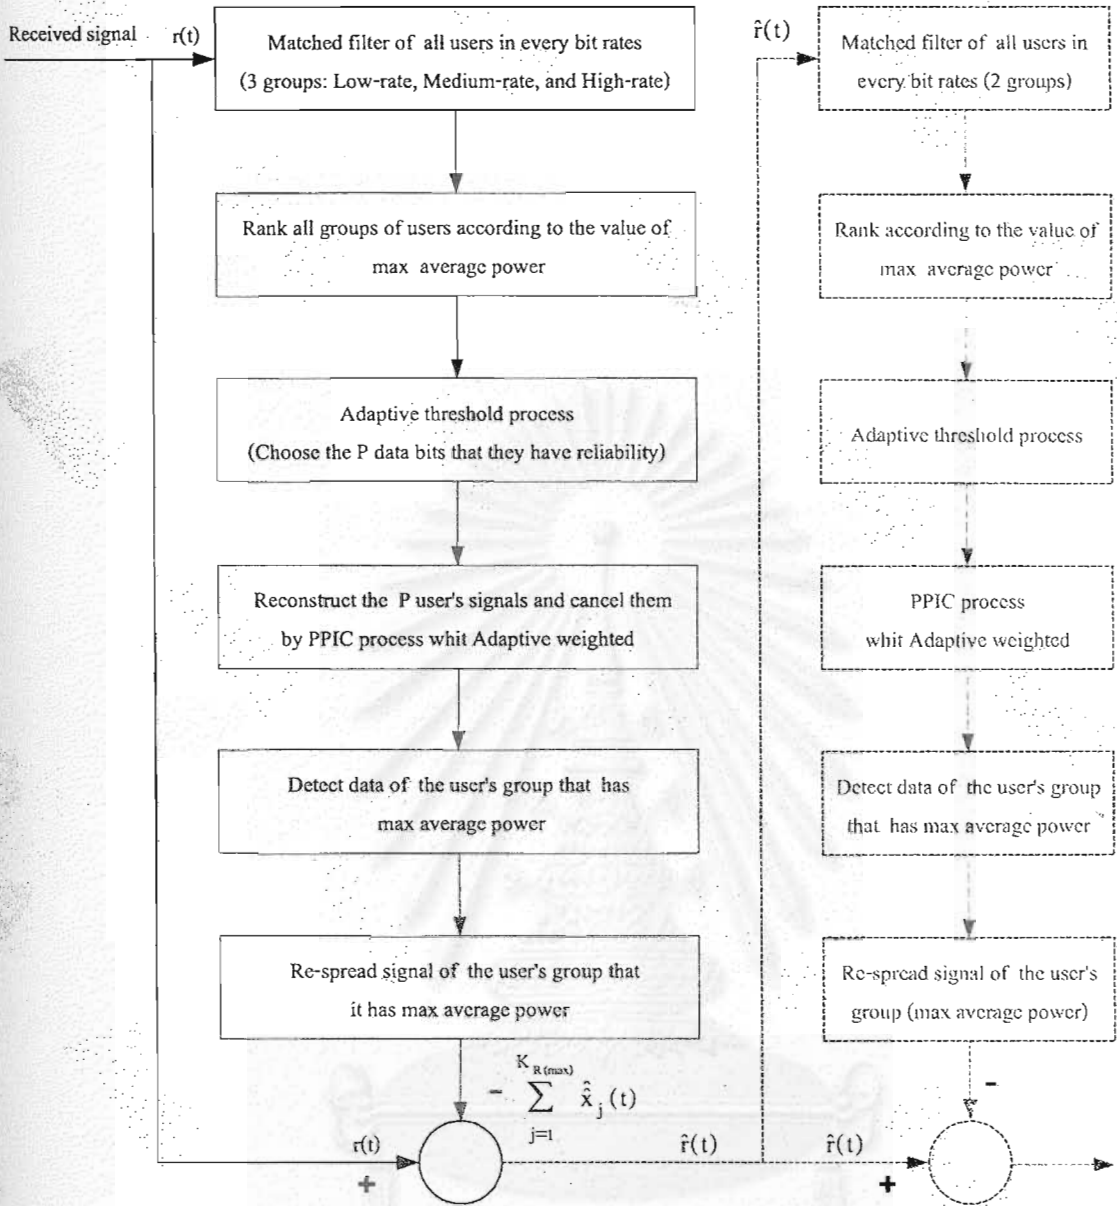 Received signal
r(t)
Matched filter of all users in every bit rates
(3 groups: Low-rate, Medium-rate, and High-rate)
Rank all groups of users according to the value of
max average power
Adaptive threshold process
(Choose the P data bits that they have reliability)
Reconstruct the P user's signals and cancel them
by PPIC process whit Adaptive weighted
Detect data of the user's group that has
max average power
Re-spread signal of the user's group that
it has max average power
- ∑_{j=1}^{K_{R(max)}} \hat{\hat{x}}_j(t)
r(t)
+
r̂(t)
r̂(t)
Matched filter of all users in
every bit rates (2 groups)
Rank according to the value of
max average power
Adaptive threshold process
PPIC process
whit Adaptive weighted
Detect data of the user's group
that has max average power
Re-spread signal of the user's
group (max average power)
-
r̂(t)
+